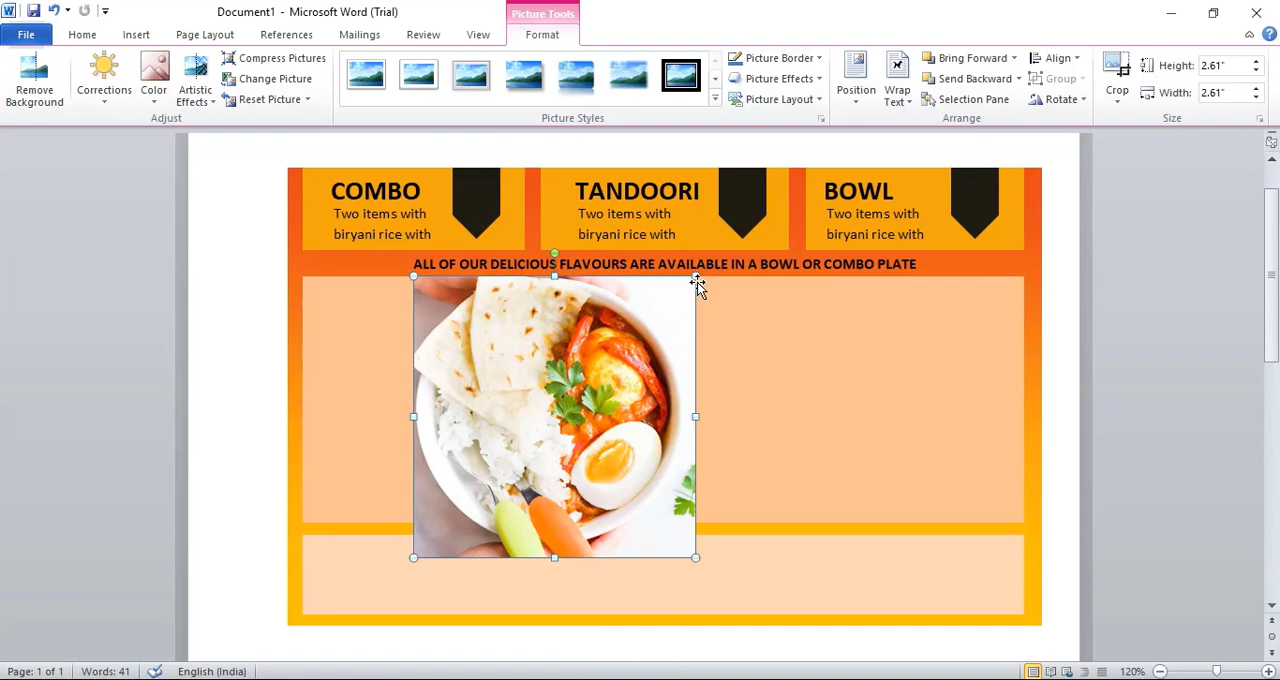 Document1 - Microsoft Word (Trial)
Picture Tools
File
Home
Insert
Page Layout
References
Mailings
Review
View
Format
Remove
Background
Corrections
Color
Artistic
Effects
Compress Pictures
Change Picture
Reset Picture
Adjust
Picture Styles
Picture Border
Picture Effects
Picture Layout
Position
Wrap
Text
Bring Forward
Send Backward
Selection Pane
Align
Group
Rotate
Arrange
Crop
Height:
2.61"
Width:
2.61"
Size
COMBO
Two items with
biryani rice with
TANDOORI
Two items with
biryani rice with
BOWL
Two items with
biryani rice with
ALL OF OUR DELICIOUS FLAVOURS ARE AVAILABLE IN A BOWL OR COMBO PLATE
Page: 1 of 1
Words: 41
English (India)
120%